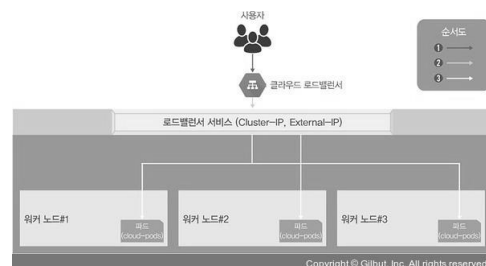 사용자
순서도
1
2
3
클라우드 로드밸런서
로드밸런서 서비스 (Cluster-IP, External-IP)
워커 노드#1
파드
(cloud-pods)
워커 노드#2
파드
(cloud-pods)
워커 노드#3
파드
(cloud-pods)
Copyright © Gilbut, Inc. All rights reserved